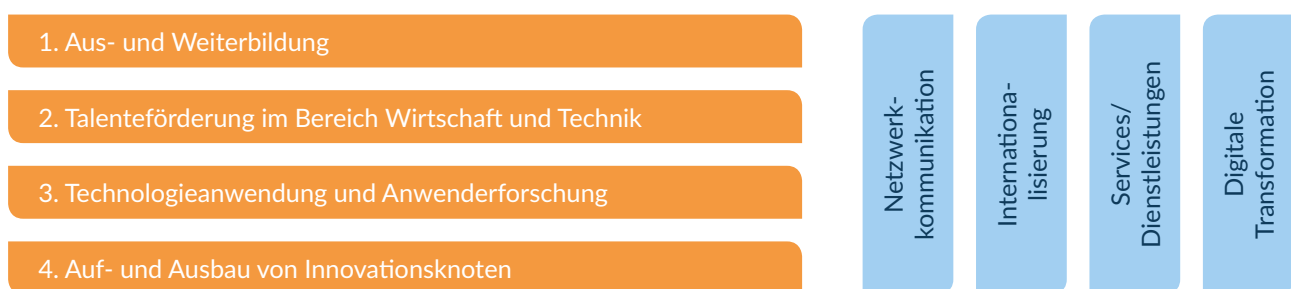 1. Aus- und Weiterbildung
2. Talenteförderung im Bereich Wirtschaft und Technik
3. Technologieanwendung und Anwenderforschung
4. Auf- und Ausbau von Innovationsknoten
Netzwerk-
kommunikation
Internationa-
lisierung
Services/
Dienstleistungen
Digitale
Transformation